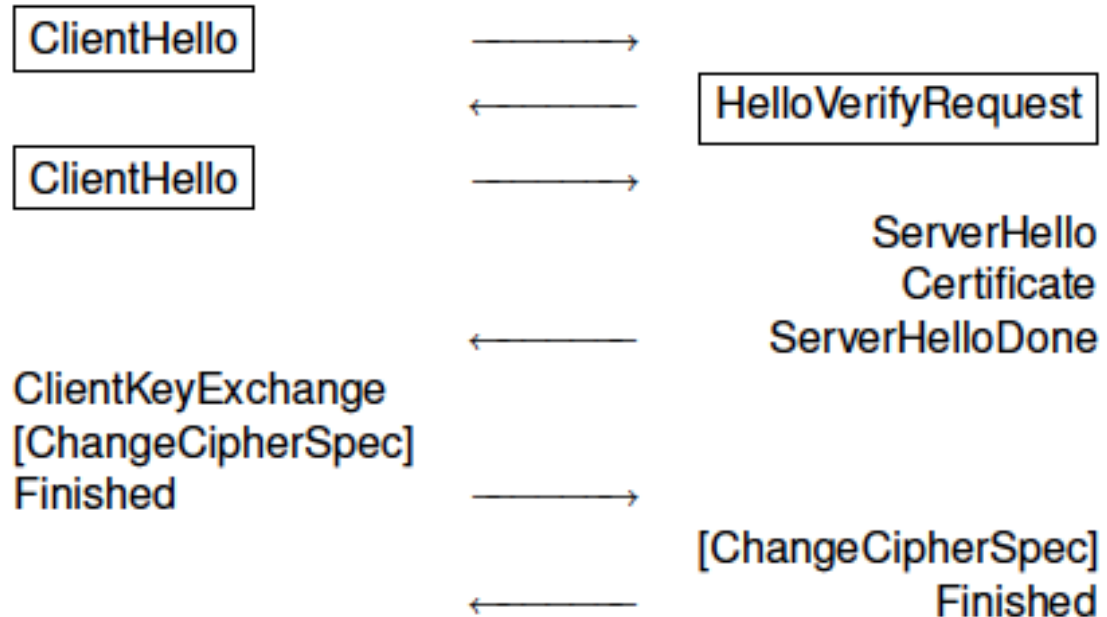 ClientHello
HelloVerifyRequest
ClientHello
ServerHello
Certificate
ServerHelloDone
ClientKeyExchange
[ChangeCipherSpec]
Finished
[ChangeCipherSpec]
Finished